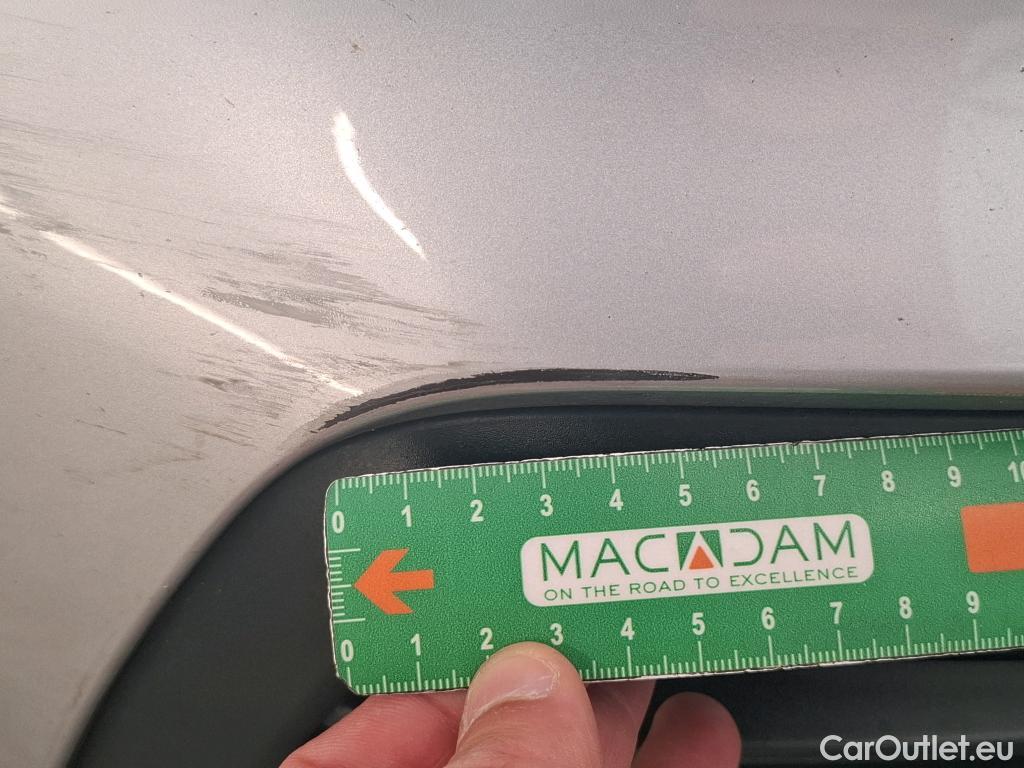 0 1 2 3 4 5 6 7 8 9 10
MACADAM
ON THE ROAD TO EXCELLENCE
0 1 2 3 4 5 6 7 8 9
CarOutlet.eu